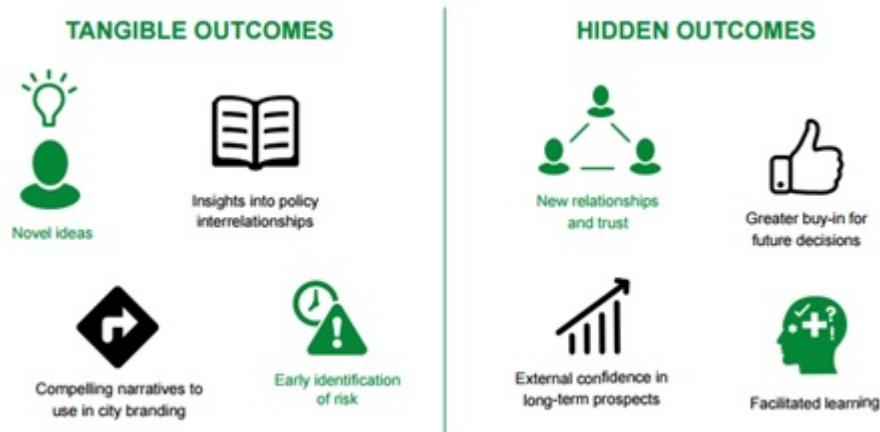 TANGIBLE OUTCOMES
Novel ideas
Insights into policy
interrelationships
Compelling narratives to
use in city branding
Early identification
of risk
HIDDEN OUTCOMES
New relationships
and trust
Greater buy-in for
future decisions
External confidence in
long-term prospects
Facilitated learning